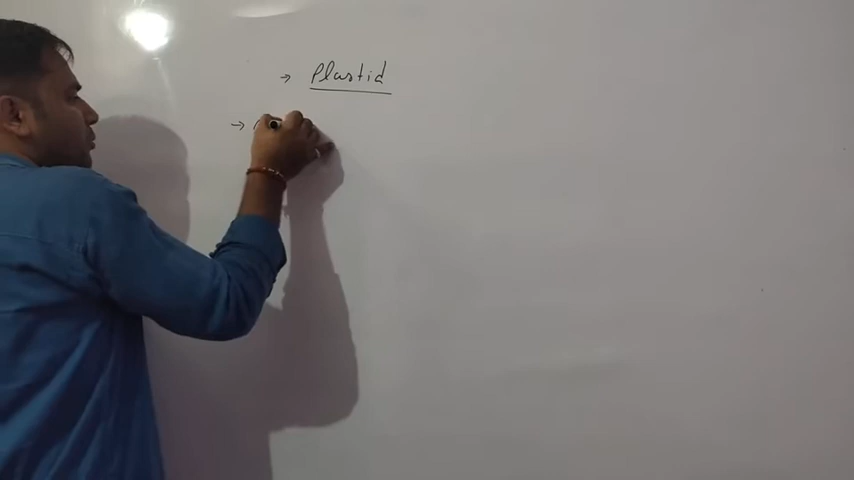 → Plastid
→